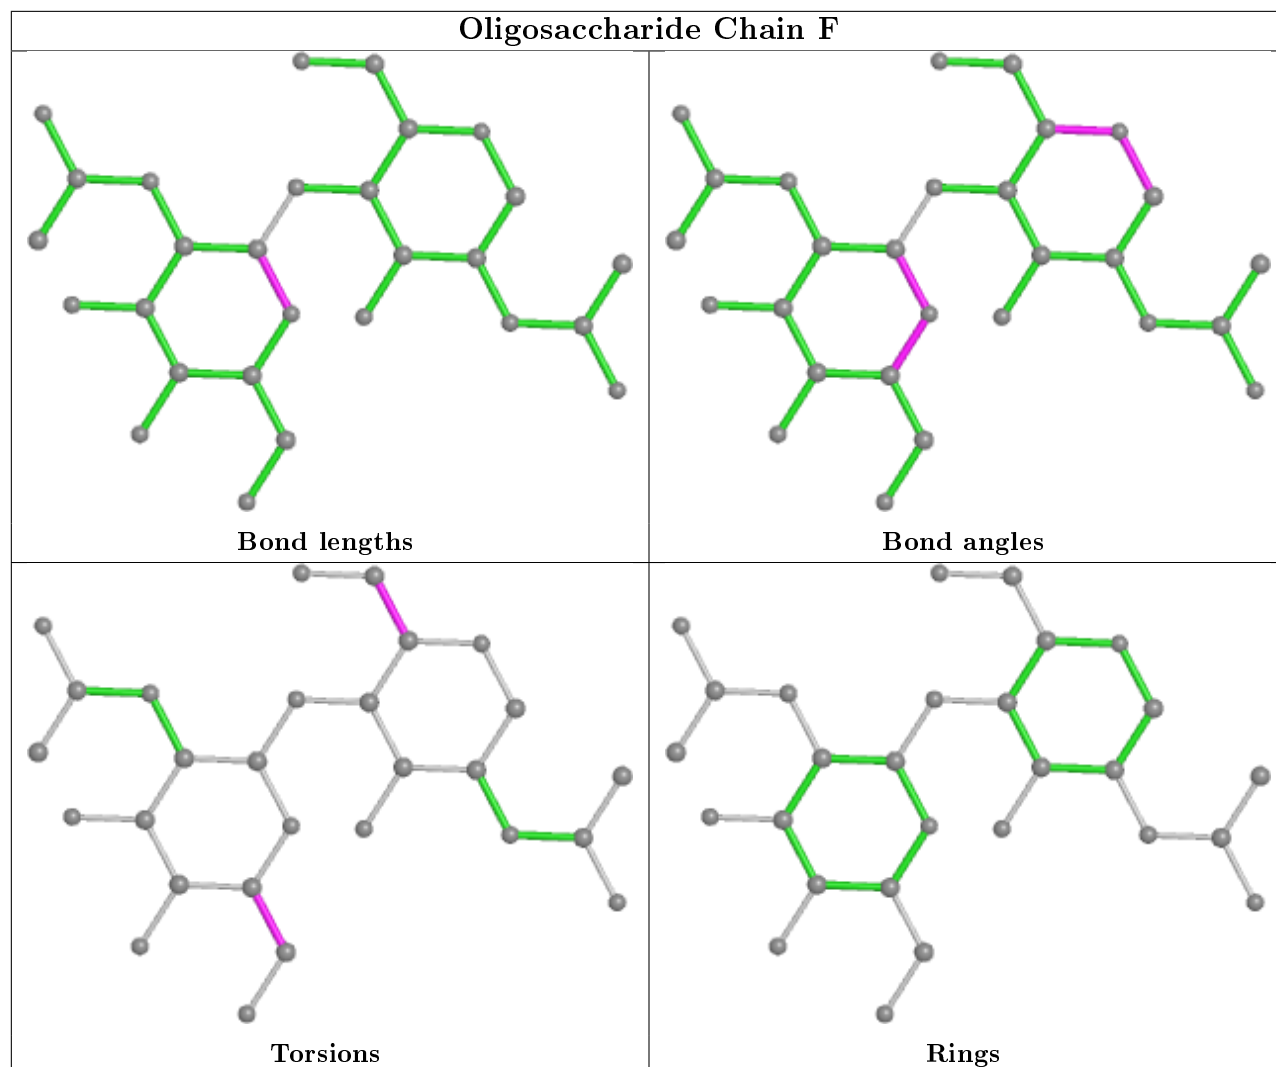 Oligosaccharide Chain F
Bond lengths
Bond angles
Torsions
Rings